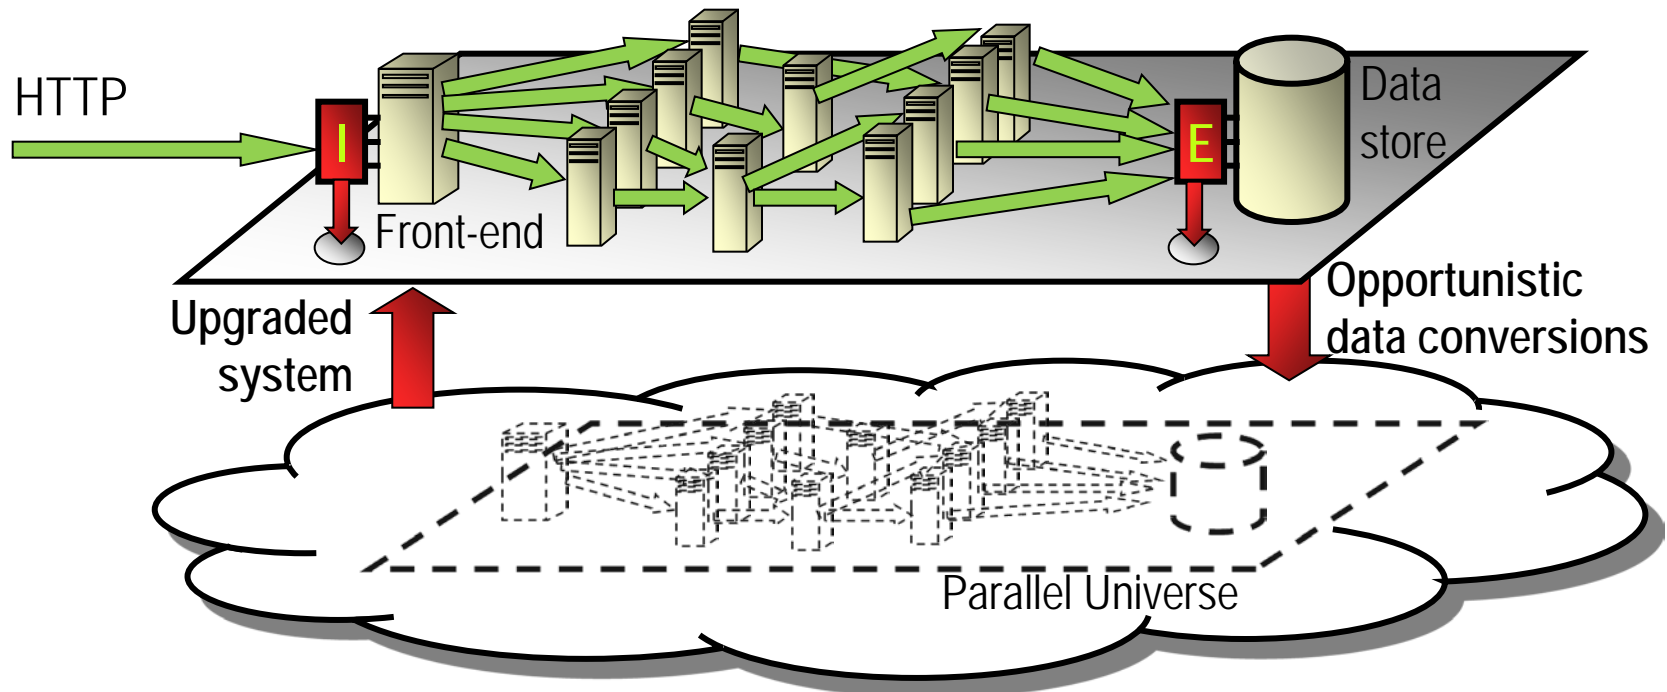 HTTP
I
Front-end
E
Data
store
Upgraded
system
Opportunistic
data conversions
Parallel Universe